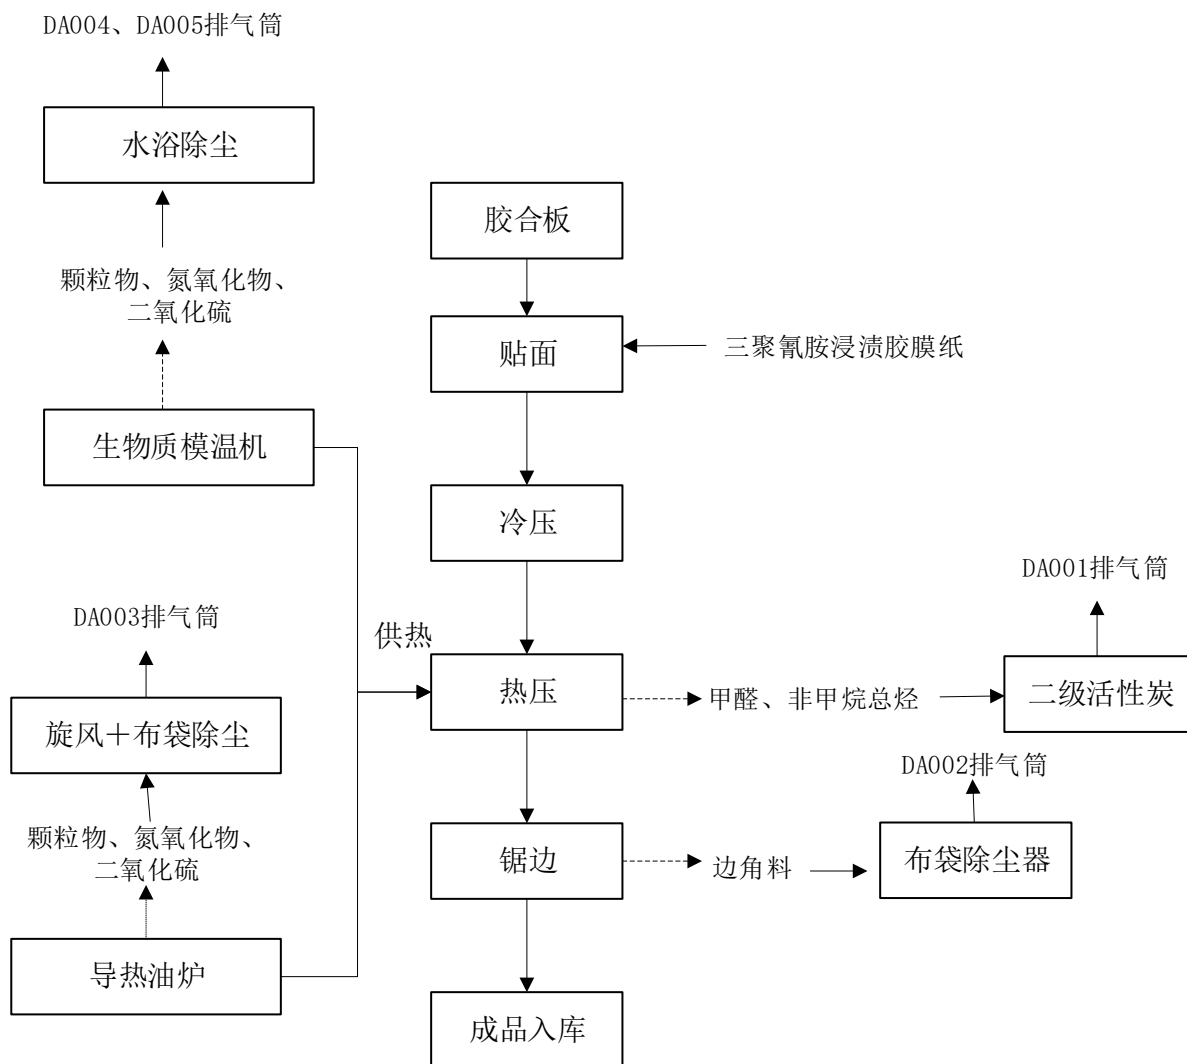 DA004、DA005排气筒
水浴除尘
颗粒物、氮氧化物、
二氧化硫
生物质模温机
胶合板
贴面
三聚氰胺浸渍胶膜纸
冷压
DA001排气筒
DA003排气筒
供热
热压
甲醛、非甲烷总烃
二级活性炭
旋风＋布袋除尘
DA002排气筒
颗粒物、氮氧化物、
二氧化硫
锯边
边角料
布袋除尘器
导热油炉
成品入库